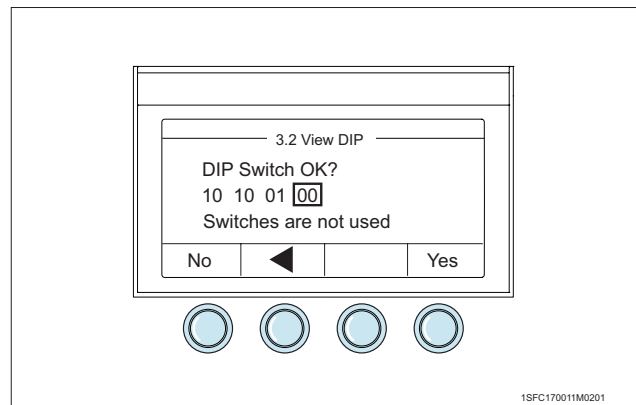 3.2 View DIP
DIP Switch OK?
10 10 01 00
Switches are not used
No Yes
1SFC170011M0201